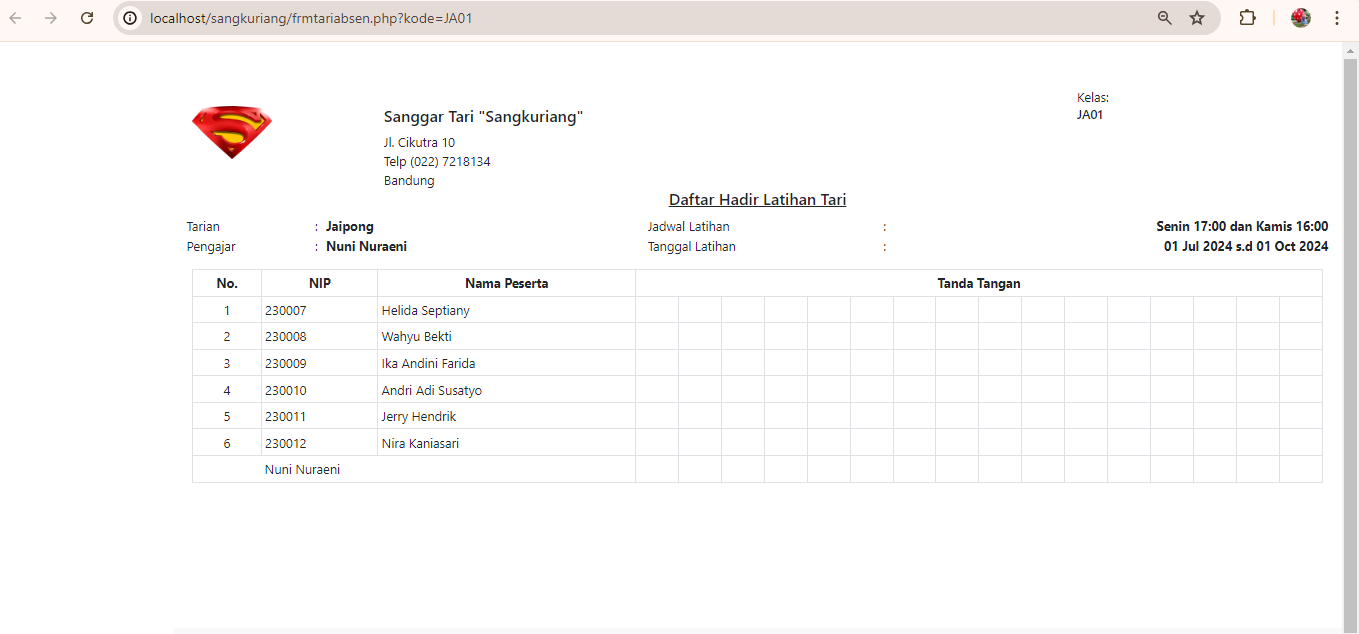 localhost/sangkuriang/frmtariabsen.php?kode=JA01
Kelas:
JA01
Sanggar Tari "Sangkuriang"
Jl. Cikutra 10
Telp (022) 7218134
Bandung
Daftar Hadir Latihan Tari
Tarian : Jaipong Jadwal Latihan : Senin 17:00 dan Kamis 16:00
Pengajar : Nuni Nuraeni Tanggal Latihan : 01 Jul 2024 s.d 01 Oct 2024
No. NIP Nama Peserta Tanda Tangan
1 230007 Helida Septiany
2 230008 Wahyu Bekti
3 230009 Ika Andini Farida
4 230010 Andri Adi Susatyo
5 230011 Jerry Hendrik
6 230012 Nira Kaniasari
Nuni Nuraeni